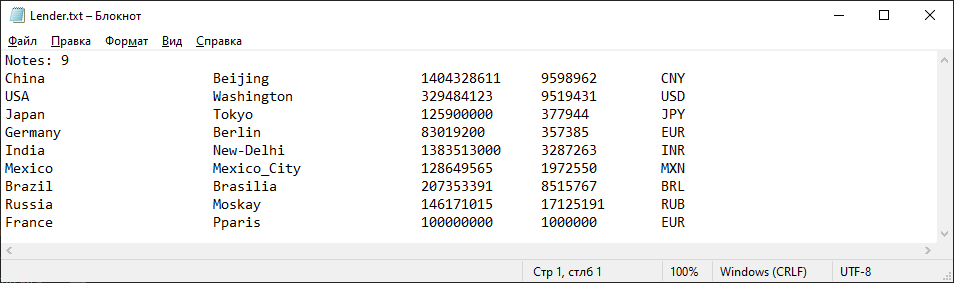 Lender.txt – Блокнот
Файл Правка Формат Вид Справка
Notes: 9
China Beijing 1404328611 9598962 CNY
USA Washington 329484123 9519431 USD
Japan Tokyo 125900000 377944 JPY
Germany Berlin 83019200 357385 EUR
India New-Delhi 1383513000 3287263 INR
Mexico Mexico_City 128649565 1972550 MXN
Brazil Brasilia 207353391 8515767 BRL
Russia Moskay 146171015 17125191 RUB
France Pparis 100000000 1000000 EUR
Стр 1, стлб 1 100% Windows (CRLF) UTF-8